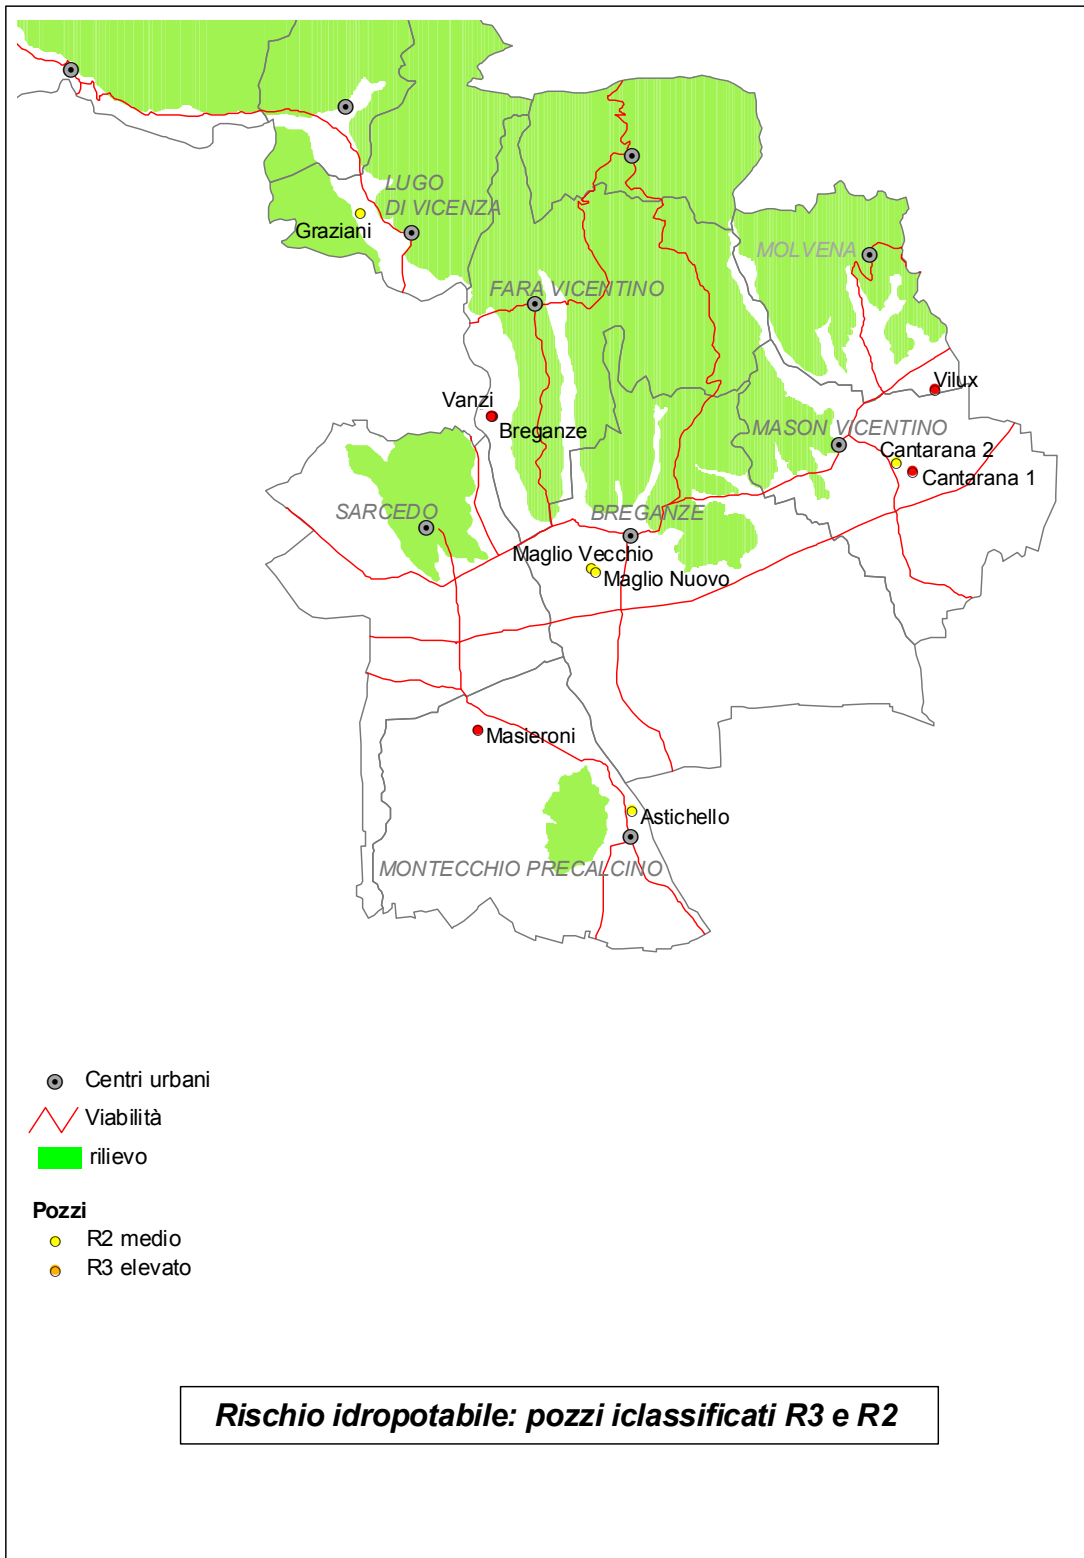 LUGO
DI VICENZA
Graziani
MOLVENA
FARA VICENTINO
Vilux
Vanzi
Breganze
MASON VICENTINO
Cantarana 2
Cantarana 1
SARCEDO
BREGANZE
Maglio Vecchio
Maglio Nuovo
Masieroni
Astichello
MONTECCHIO PRECALCINO
Centri urbani
Viabilità
rilievo
Pozzi
R2 medio
R3 elevato
Rischio idropotabile: pozzi iclassificati R3 e R2